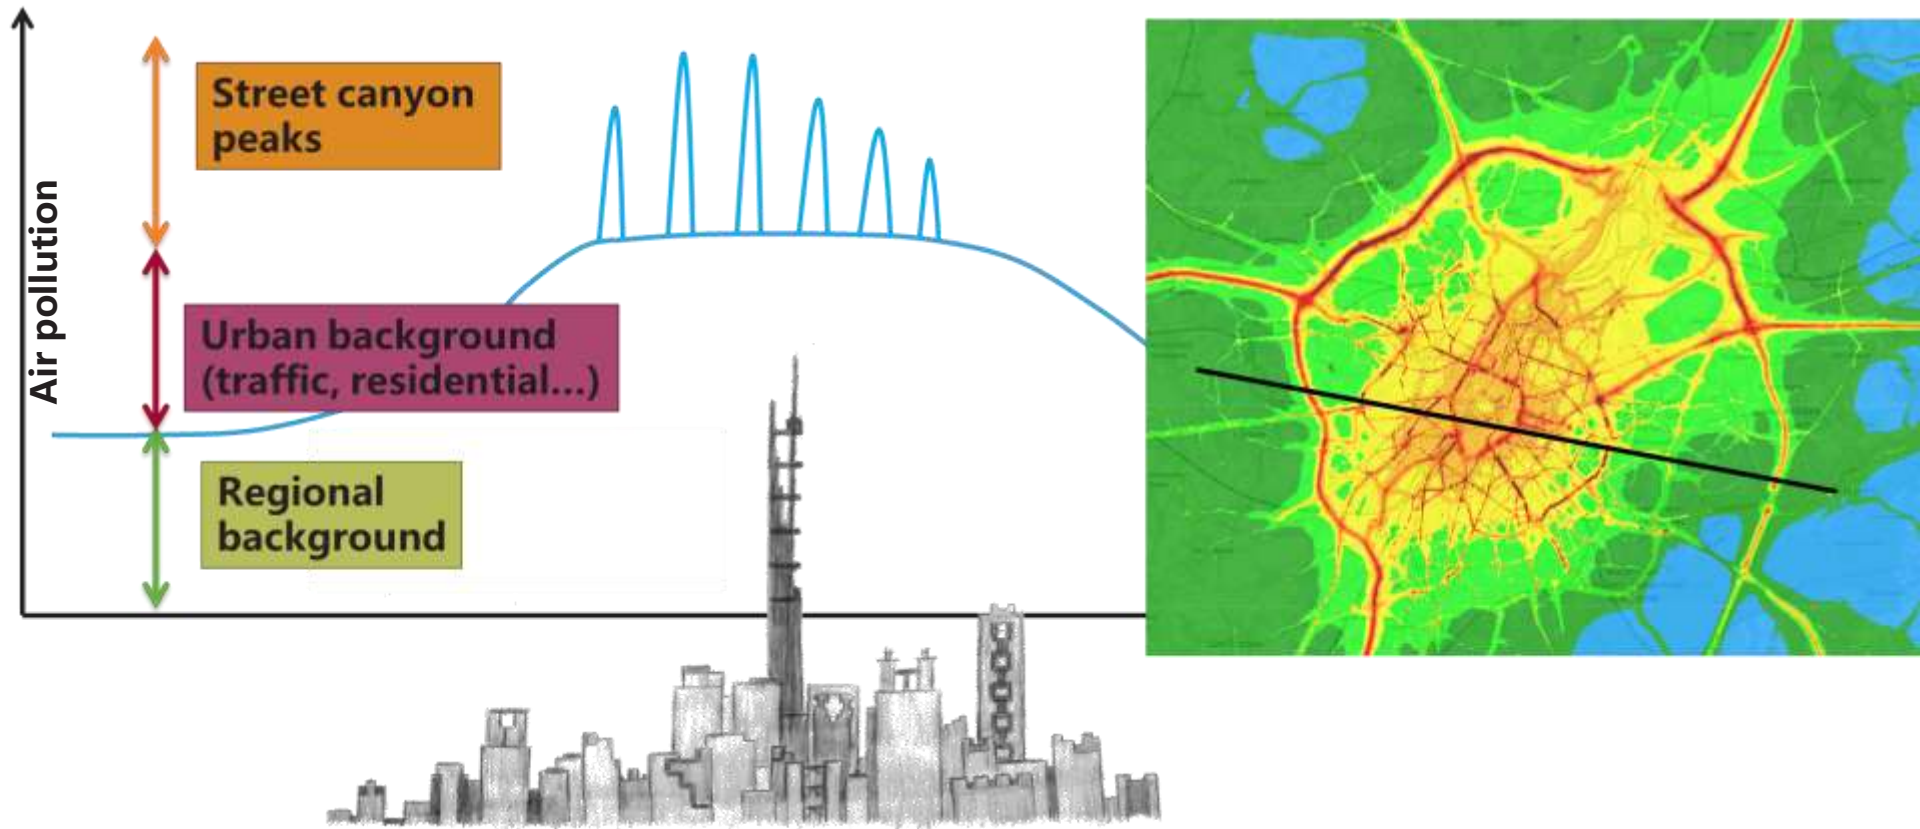 Air pollution
Street canyon
peaks
Urban background
(traffic, residential...)
Regional
background